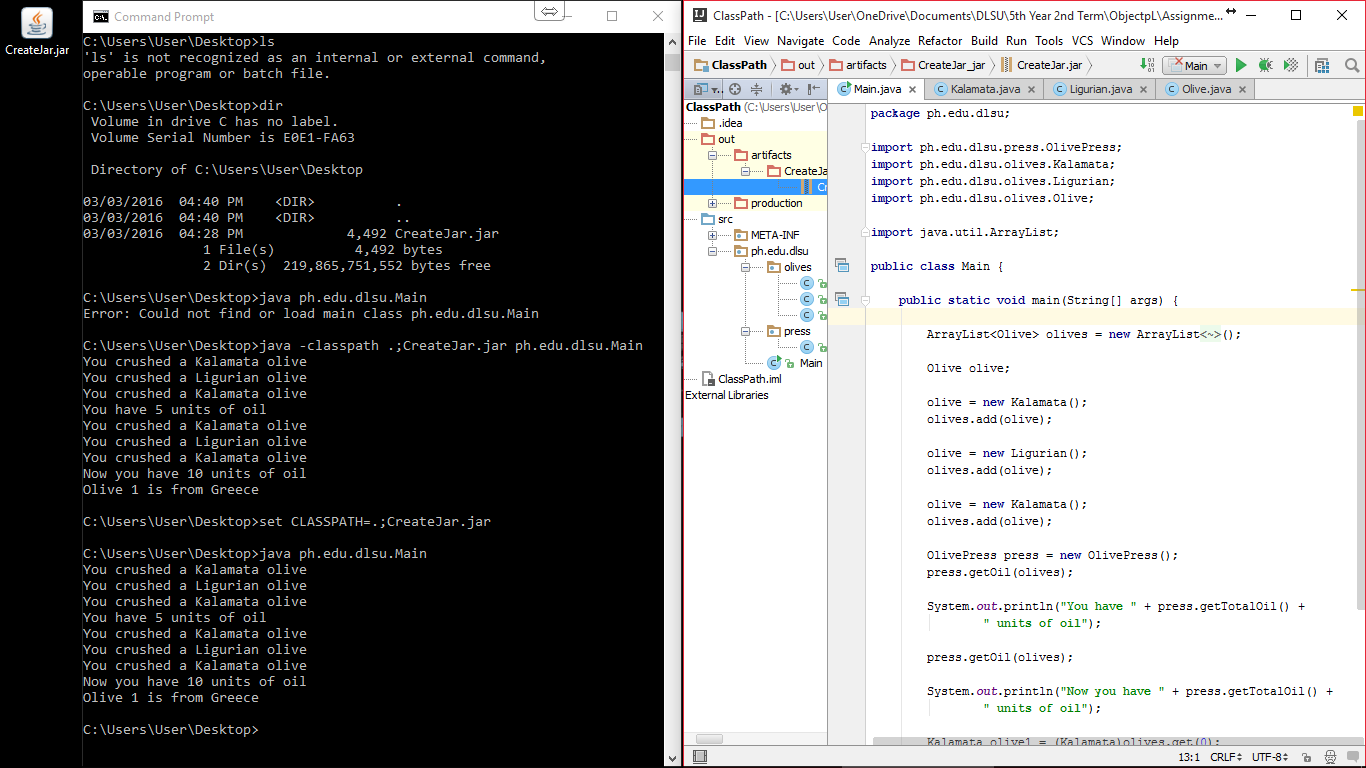 CreateJar.jar
Command Prompt
C:\Users\User\Desktop>ls
'ls' is not recognized as an internal or external command,
operable program or batch file.
C:\Users\User\Desktop>dir
Volume in drive C has no label.
Volume Serial Number is E0E1-FA63
Directory of C:\Users\User\Desktop
03/03/2016  04:40 PM    <DIR>          .
03/03/2016  04:40 PM    <DIR>          ..
03/03/2016  04:28 PM             4,492 CreateJar.jar
1 File(s)          4,492 bytes
2 Dir(s)  219,865,751,552 bytes free
C:\Users\User\Desktop>java ph.edu.dlsu.Main
Error: Could not find or load main class ph.edu.dlsu.Main
C:\Users\User\Desktop>java -classpath .;CreateJar.jar ph.edu.dlsu.Main
You crushed a Kalamata olive
You crushed a Ligurian olive
You crushed a Kalamata olive
You have 5 units of oil
You crushed a Kalamata olive
You crushed a Ligurian olive
You crushed a Kalamata olive
Now you have 10 units of oil
Olive 1 is from Greece
C:\Users\User\Desktop>set CLASSPATH=.;CreateJar.jar
C:\Users\User\Desktop>java ph.edu.dlsu.Main
You crushed a Kalamata olive
You crushed a Ligurian olive
You crushed a Kalamata olive
You have 5 units of oil
You crushed a Kalamata olive
You crushed a Ligurian olive
You crushed a Kalamata olive
Now you have 10 units of oil
Olive 1 is from Greece
C:\Users\User\Desktop>
ClassPath - [C:\Users\User\OneDrive\Documents\DLSU\5th Year 2nd Term\ObjectpL\Assignme...
File Edit View Navigate Code Analyze Refactor Build Run Tools VCS Window Help
ClassPath out artifacts CreateJar_jar CreateJar.jar Main
ClassPath (C:\Users\User\O
.idea
out
artifacts
CreateJa
Cr
production
src
META-INF
ph.edu.dlsu
olives
C
C
C
press
C
C Main
ClassPath.iml
External Libraries
Main.java Kalamata.java Ligurian.java Olive.java
package ph.edu.dlsu;
import ph.edu.dlsu.press.OlivePress;
import ph.edu.dlsu.olives.Kalamata;
import ph.edu.dlsu.olives.Ligurian;
import ph.edu.dlsu.olives.Olive;
import java.util.ArrayList;
public class Main {
public static void main(String[] args) {
ArrayList<Olive> olives = new ArrayList<~>();
Olive olive;
olive = new Kalamata();
olives.add(olive);
olive = new Ligurian();
olives.add(olive);
olive = new Kalamata();
olives.add(olive);
OlivePress press = new OlivePress();
press.getOil(olives);
System.out.println("You have " + press.getTotalOil() +
" units of oil");
press.getOil(olives);
System.out.println("Now you have " + press.getTotalOil() +
" units of oil");
Kalamata olive1 = (Kalamata)olives.get(0);
13:1 CRLF UTF-8